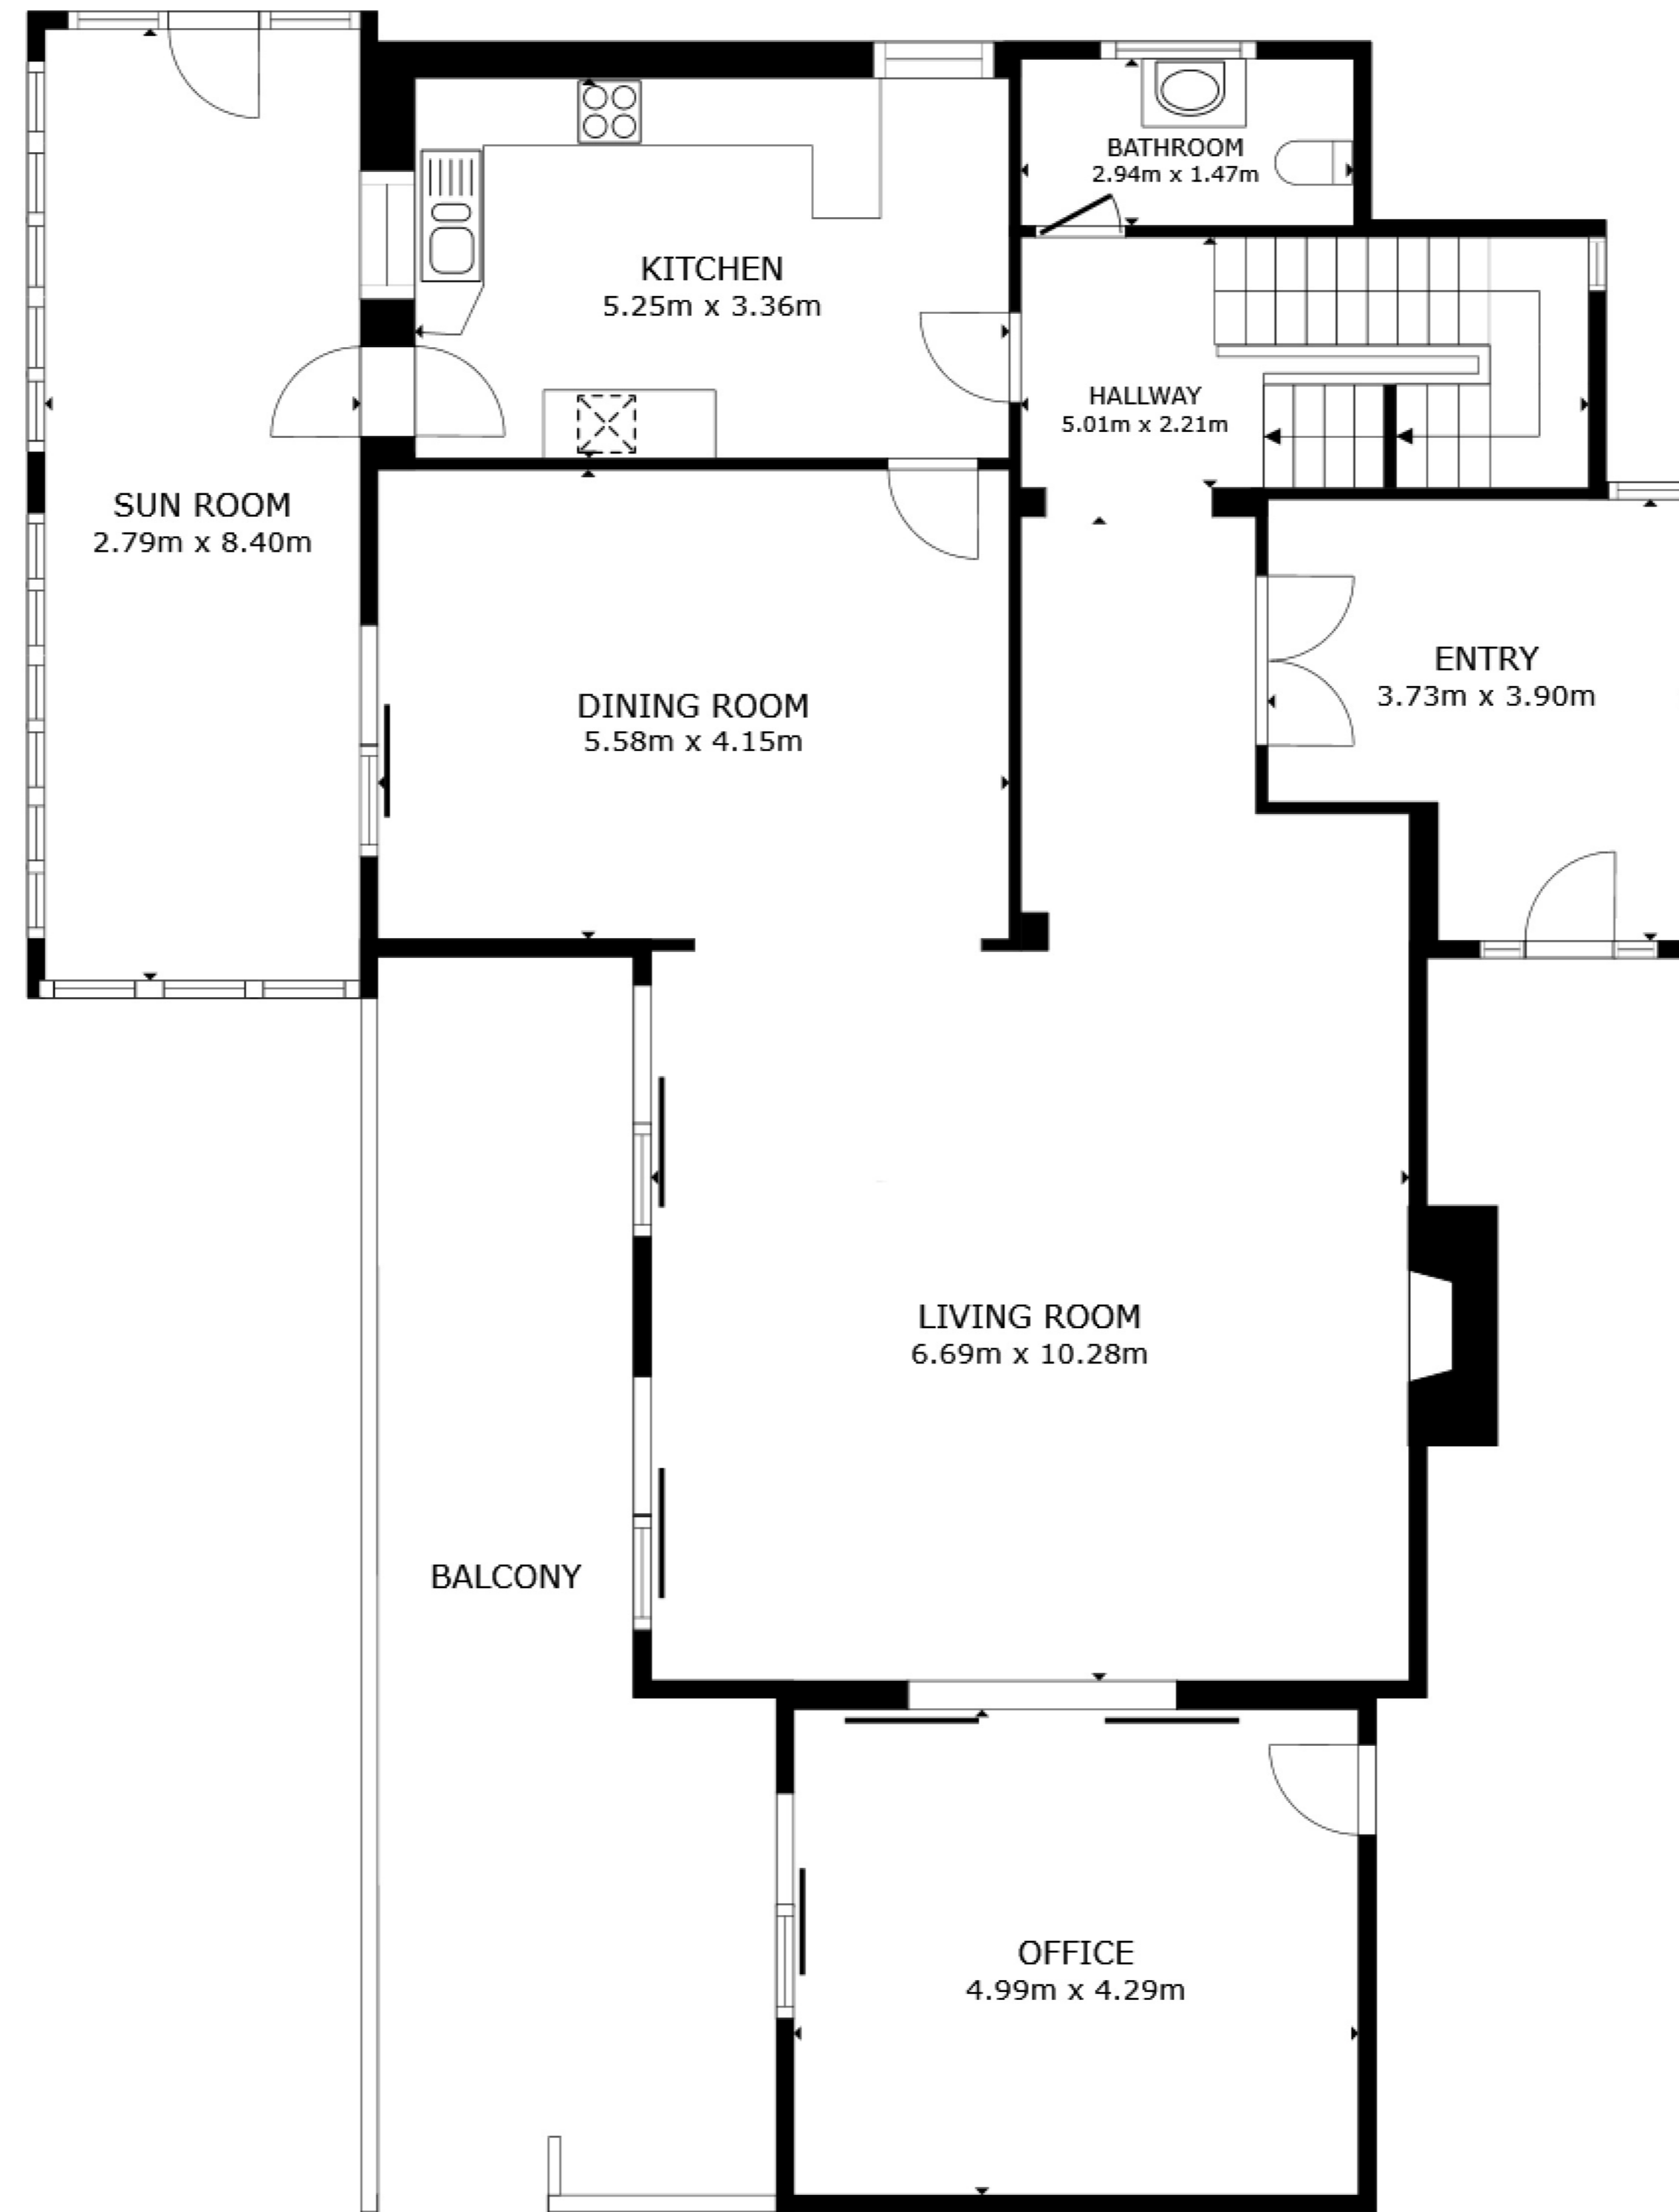 BATHROOM
2.94m x 1.47m
KITCHEN
5.25m x 3.36m
HALLWAY
5.01m x 2.21m
SUN ROOM
2.79m x 8.40m
ENTRY
3.73m x 3.90m
DINING ROOM
5.58m x 4.15m
LIVING ROOM
6.69m x 10.28m
BALCONY
OFFICE
4.99m x 4.29m